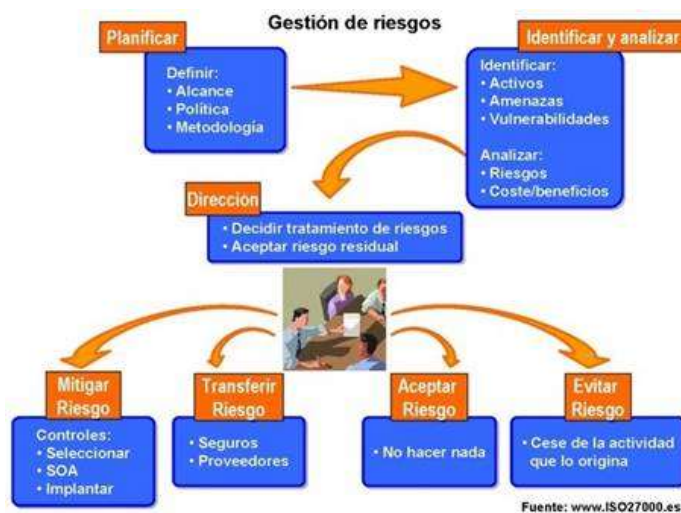 Gestión de riesgos
Planificar
Definir:
• Alcance
• Política
• Metodología
Identificar y analizar
Identificar:
• Activos
• Amenazas
• Vulnerabilidades
Analizar:
• Riesgos
• Coste/beneficios
Dirección
• Decidir tratamiento de riesgos
• Aceptar riesgo residual
Mitigar
Riesgo
Controles:
• Seleccionar
• SOA
• Implantar
Transferir
Riesgo
• Seguros
• Proveedores
Aceptar
Riesgo
• No hacer nada
Evitar
Riesgo
• Cese de la actividad
que lo origina
Fuente: www.ISO27000.es